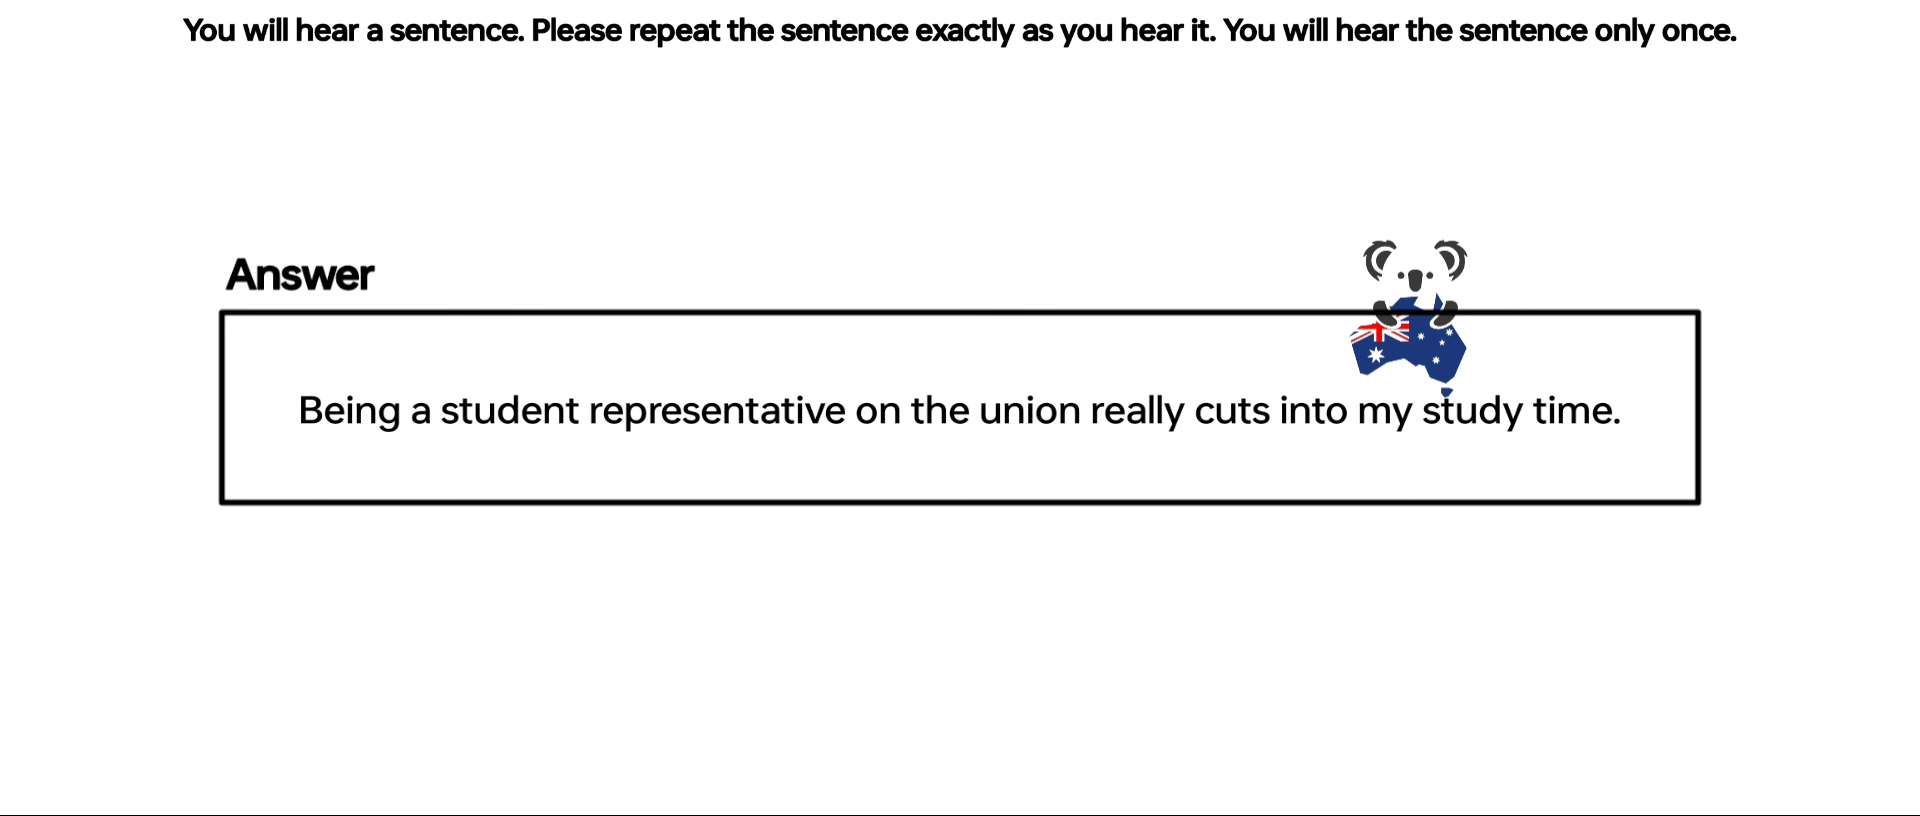 You will hear a sentence. Please repeat the sentence exactly as you hear it. You will hear the sentence only once.
Answer
Being a student representative on the union really cuts into my study time.